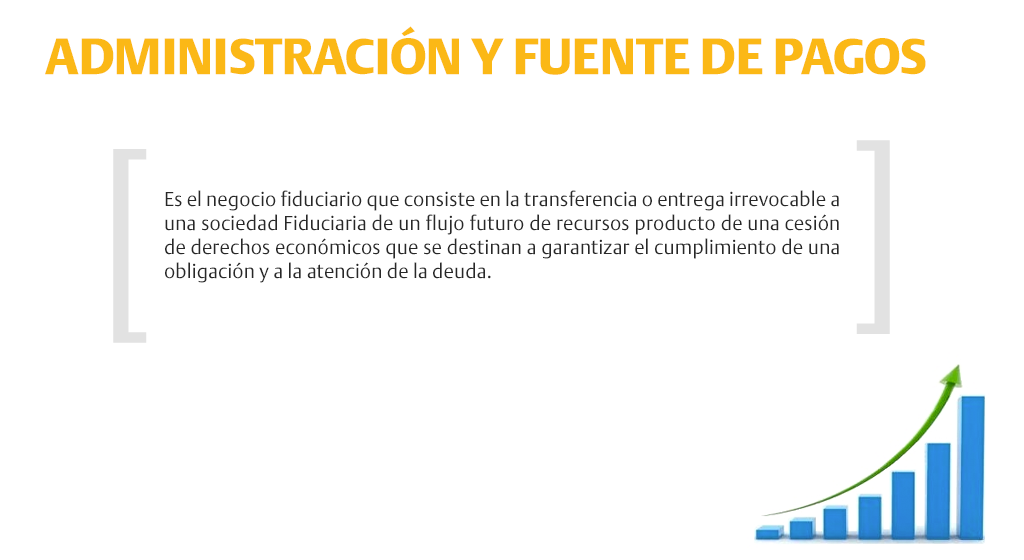 ADMINISTRACIÓN Y FUENTE DE PAGOS
Es el negocio fiduciario que consiste en la transferencia o entrega irrevocable a
una sociedad Fiduciaria de un flujo futuro de recursos producto de una cesión
de derechos económicos que se destinan a garantizar el cumplimiento de una
obligación y a la atención de la deuda.